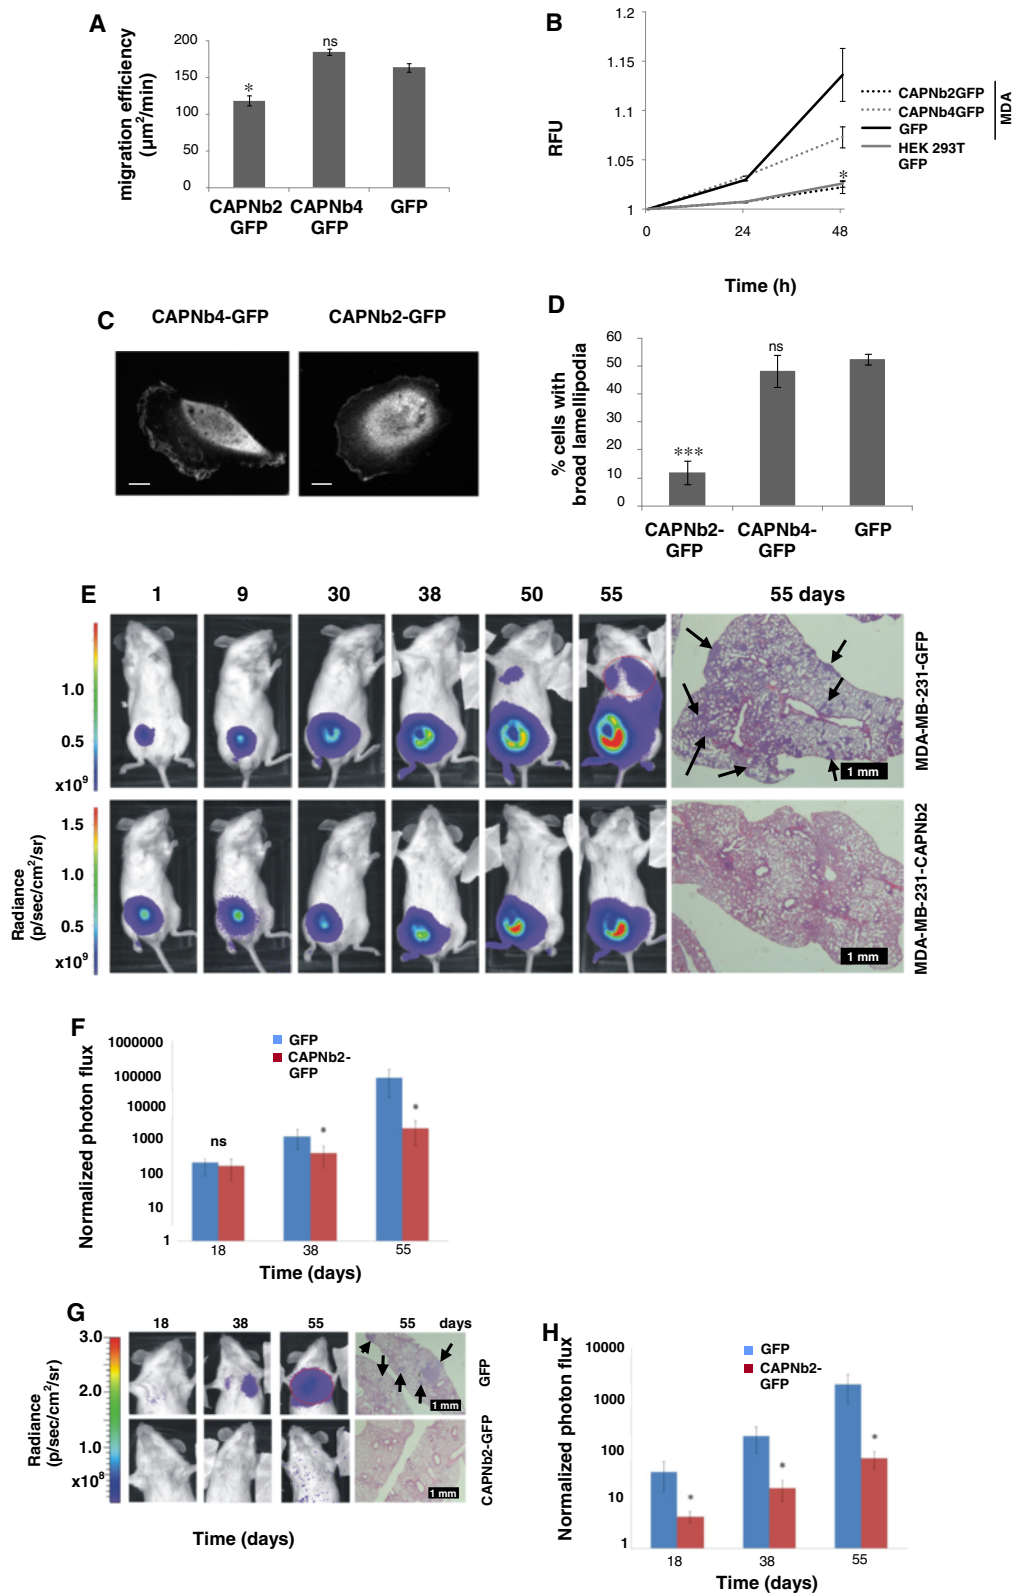 A
migration efficiency
(µm²/min)
200
150
100
50
0
*
ns
CAPNb2
GFP
CAPNb4
GFP
GFP
B
RFU
1.2
1.15
1.1
1.05
1
0
24
48
*
Time (h)
CAPNb2GFP
CAPNb4GFP
GFP
HEK 293T
GFP
MDA
C
CAPNb4-GFP
CAPNb2-GFP
D
% cells with
broad lamellipodia
60
50
40
30
20
10
0
***
ns
CAPNb2-
GFP
CAPNb4-
GFP
GFP
E
1
9
30
38
50
55
55 days
1.0
0.5
x10⁹
1 mm
MDA-MB-231-GFP
Radiance
(p/sec/cm²/sr)
1.5
1.0
0.5
x10⁹
1 mm
MDA-MB-231-CAPNb2
F
Normalized photon flux
1000000
100000
10000
1000
100
10
1
GFP
CAPNb2-
GFP
ns
*
*
18
38
55
Time (days)
G
18
38
55
55
days
Radiance
(p/sec/cm²/sr)
3.0
2.0
1.0
x10⁸
1 mm
GFP
1 mm
CAPNb2-GFP
Time (days)
H
Normalized photon flux
10000
1000
100
10
1
GFP
CAPNb2-
GFP
*
*
*
18
38
55
Time (days)